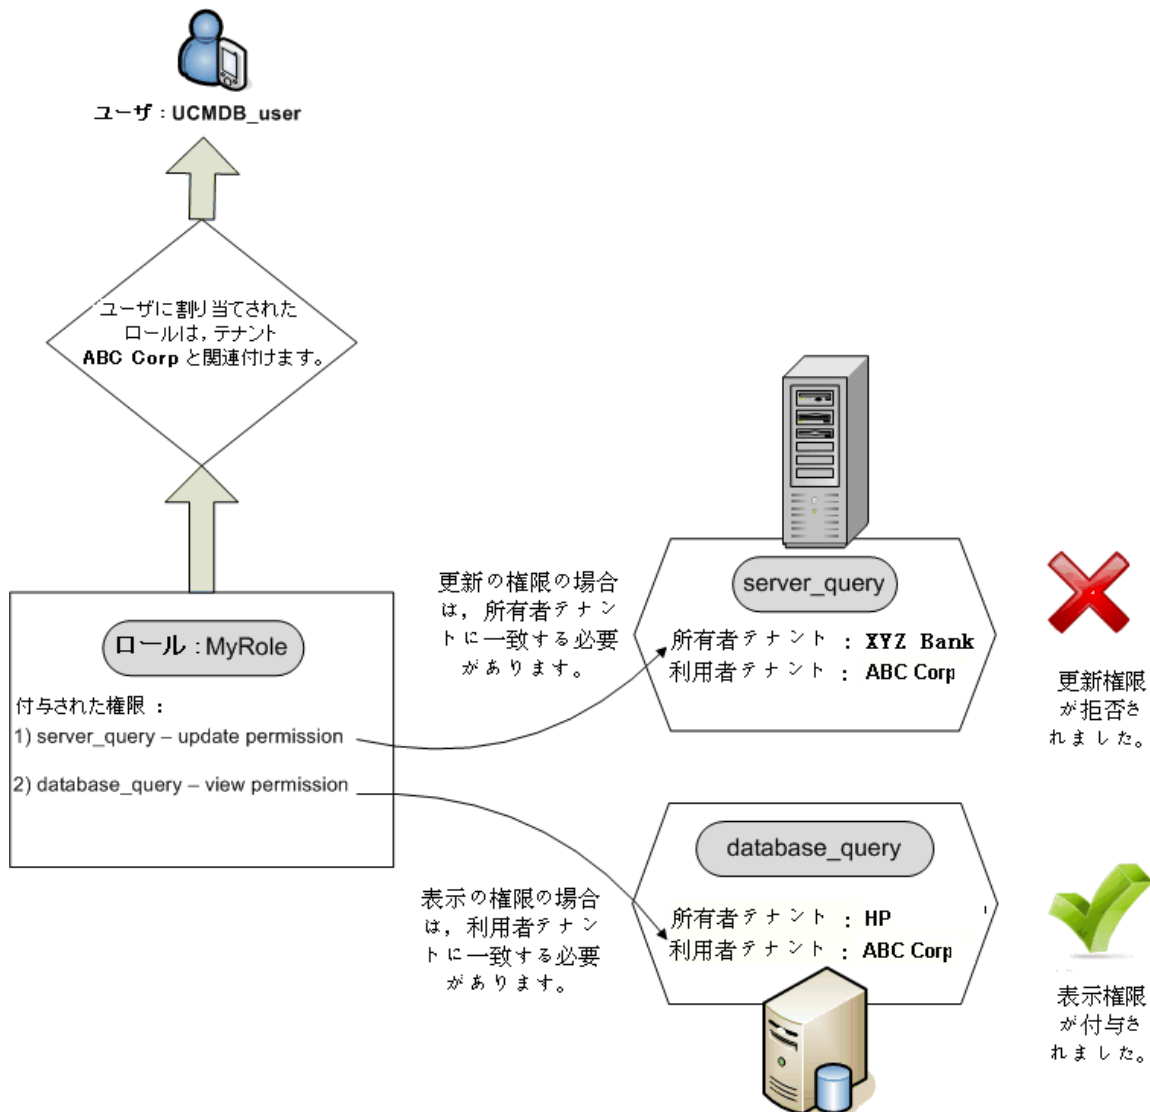 ユーザ : UCMDB_user
ユーザに割り当てされた
ロールは, テナント
ABC Corp と関連付けます。
ロール : MyRole
付与された権限 :
1) server_query – update permission
2) database_query – view permission
更新の権限の場合
は, 所有者テナン
トに一致する必要
があります。
server_query
所有者テナント : XYZ Bank
利用者テナント : ABC Corp
更新権限
が拒否さ
れました。
表示の権限の場合
は, 利用者テナン
トに一致する必要
があります。
database_query
所有者テナント : HP
利用者テナント : ABC Corp
表示権限
が付与さ
れました。